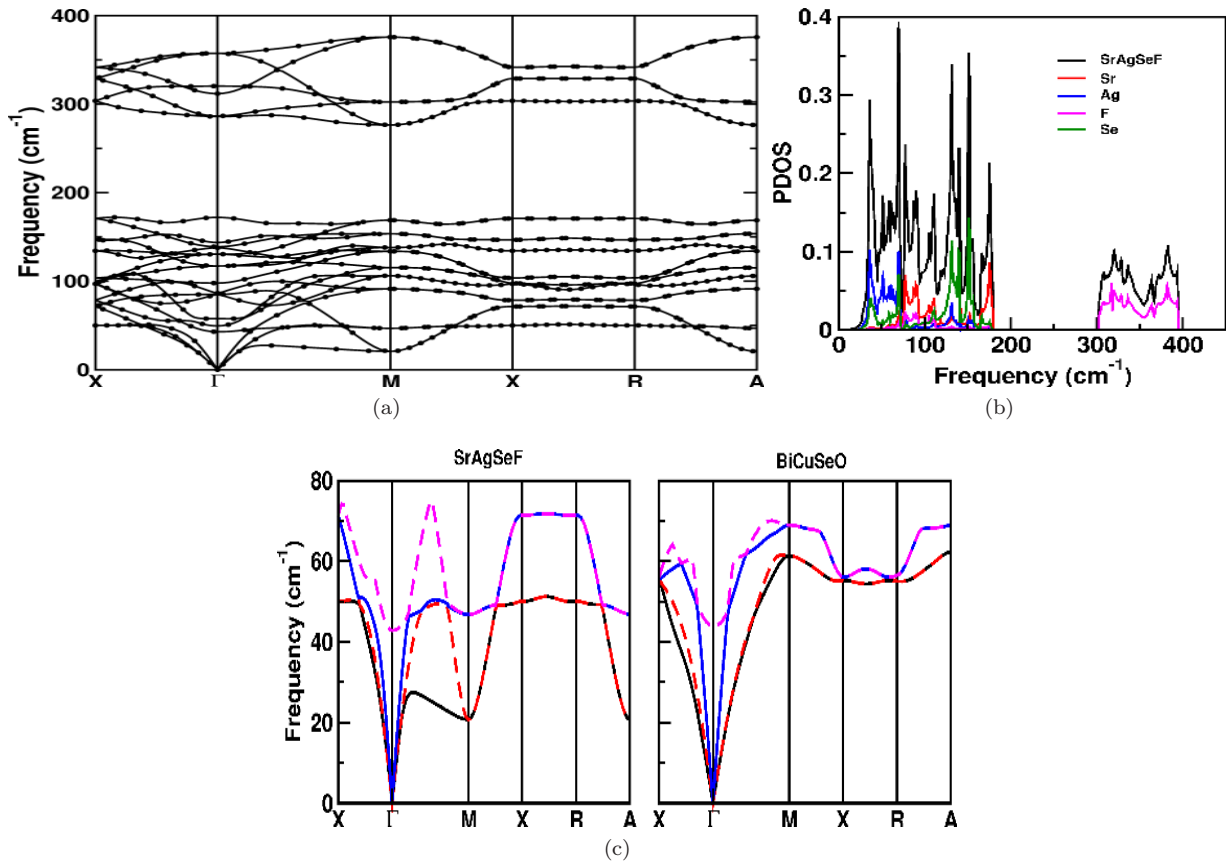 400
300
200
100
0
Frequency (cm⁻¹)
X Γ M X R A
(a)
0.4
0.3
0.2
0.1
0
PDOS
SrAgSeF
Sr
Ag
F
Se
0 100 200 300 400
Frequency (cm⁻¹)
(b)
SrAgSeF
BiCuSeO
80
60
40
20
0
Frequency (cm⁻¹)
X Γ M X R A
X Γ M X R A
(c)